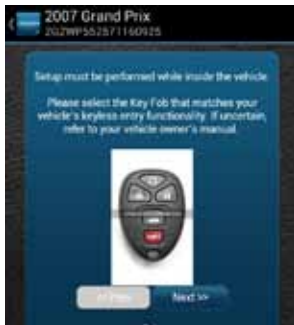 2007 Grand Prix
2G2WP552571160925
Setup must be performed while inside the vehicle.
Please select the Key Fob that matches your
vehicle's keyless entry functionality. If uncertain,
refer to your vehicle owner's manual.
<< Prev
Next >>